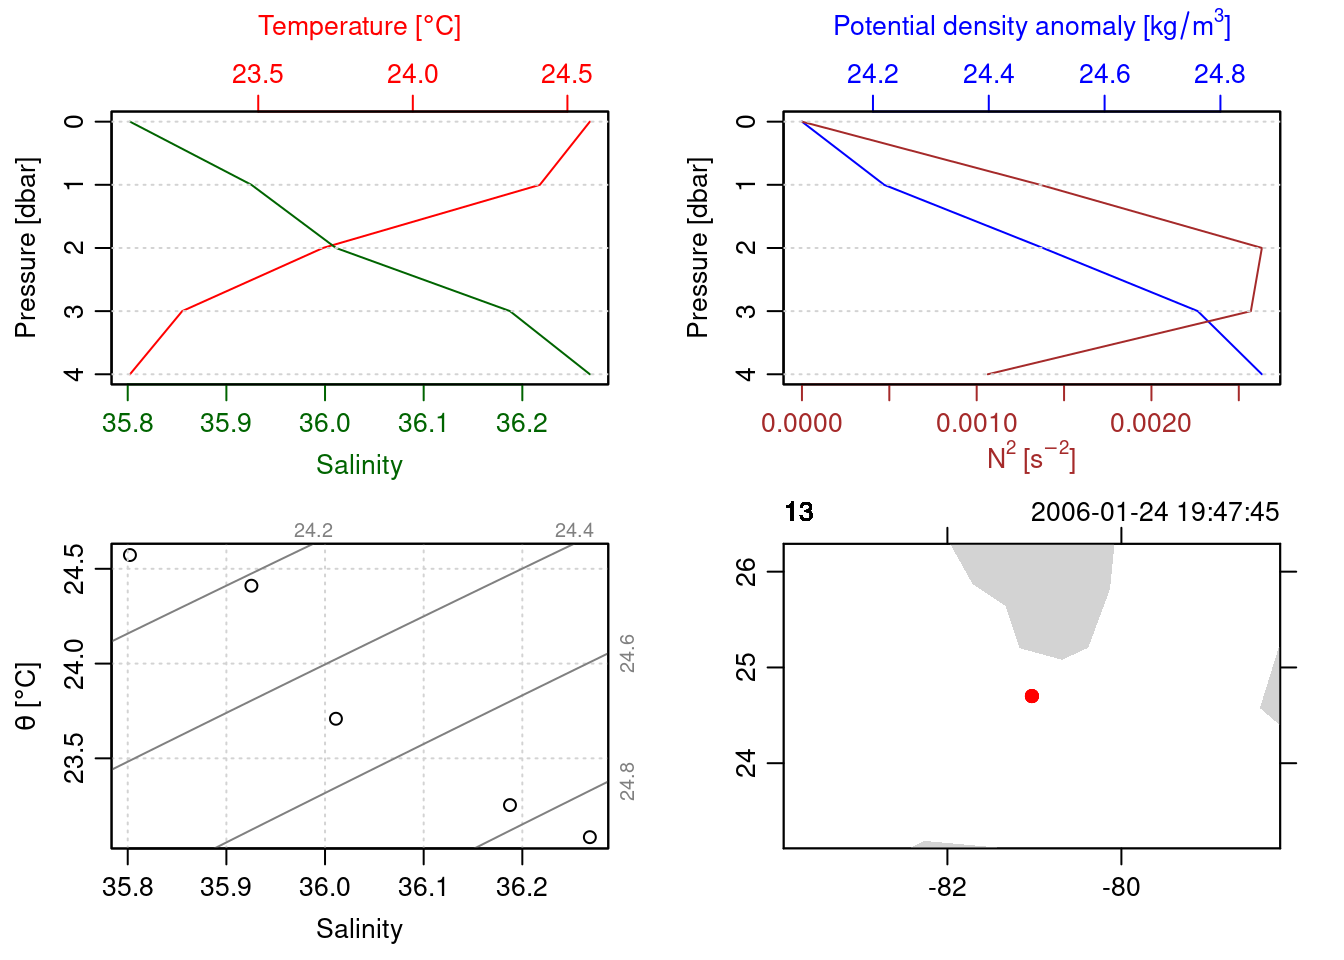 Temperature [°C]
23.5 24.0 24.5
Pressure [dbar]
0
1
2
3
4
35.8 35.9 36.0 36.1 36.2
Salinity
Potential density anomaly [kg/m³]
24.2 24.4 24.6 24.8
Pressure [dbar]
0
1
2
3
4
0.0000 0.0010 0.0020
N² [s⁻²]
24.2 24.4
θ [°C]
24.5
24.0
23.5
24.6
24.8
35.8 35.9 36.0 36.1 36.2
Salinity
13 2006-01-24 19:47:45
26
25
24
-82 -80